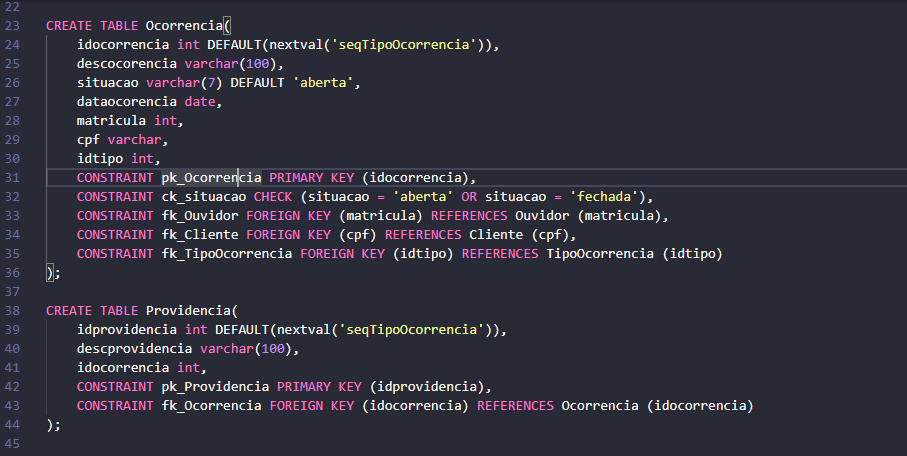 22
23 CREATE TABLE Ocorrencia(
24 idocorrencia int DEFAULT(nextval('seqTipoOcorrencia')),
25 descocorencia varchar(100),
26 situacao varchar(7) DEFAULT 'aberta',
27 dataocorencia date,
28 matricula int,
29 cpf varchar,
30 idtipo int,
31 CONSTRAINT pk_Ocorrencia PRIMARY KEY (idocorrencia),
32 CONSTRAINT ck_situacao CHECK (situacao = 'aberta' OR situacao = 'fechada'),
33 CONSTRAINT fk_Ouvidor FOREIGN KEY (matricula) REFERENCES Ouvidor (matricula),
34 CONSTRAINT fk_Cliente FOREIGN KEY (cpf) REFERENCES Cliente (cpf),
35 CONSTRAINT fk_TipoOcorrencia FOREIGN KEY (idtipo) REFERENCES TipoOcorrencia (idtipo)
36 );
37
38 CREATE TABLE Providencia(
39 idprovidencia int DEFAULT(nextval('seqTipoOcorrencia')),
40 descprovidencia varchar(100),
41 idocorrencia int,
42 CONSTRAINT pk_Providencia PRIMARY KEY (idprovidencia),
43 CONSTRAINT fk_Ocorrencia FOREIGN KEY (idocorrencia) REFERENCES Ocorrencia (idocorrencia)
44 );
45